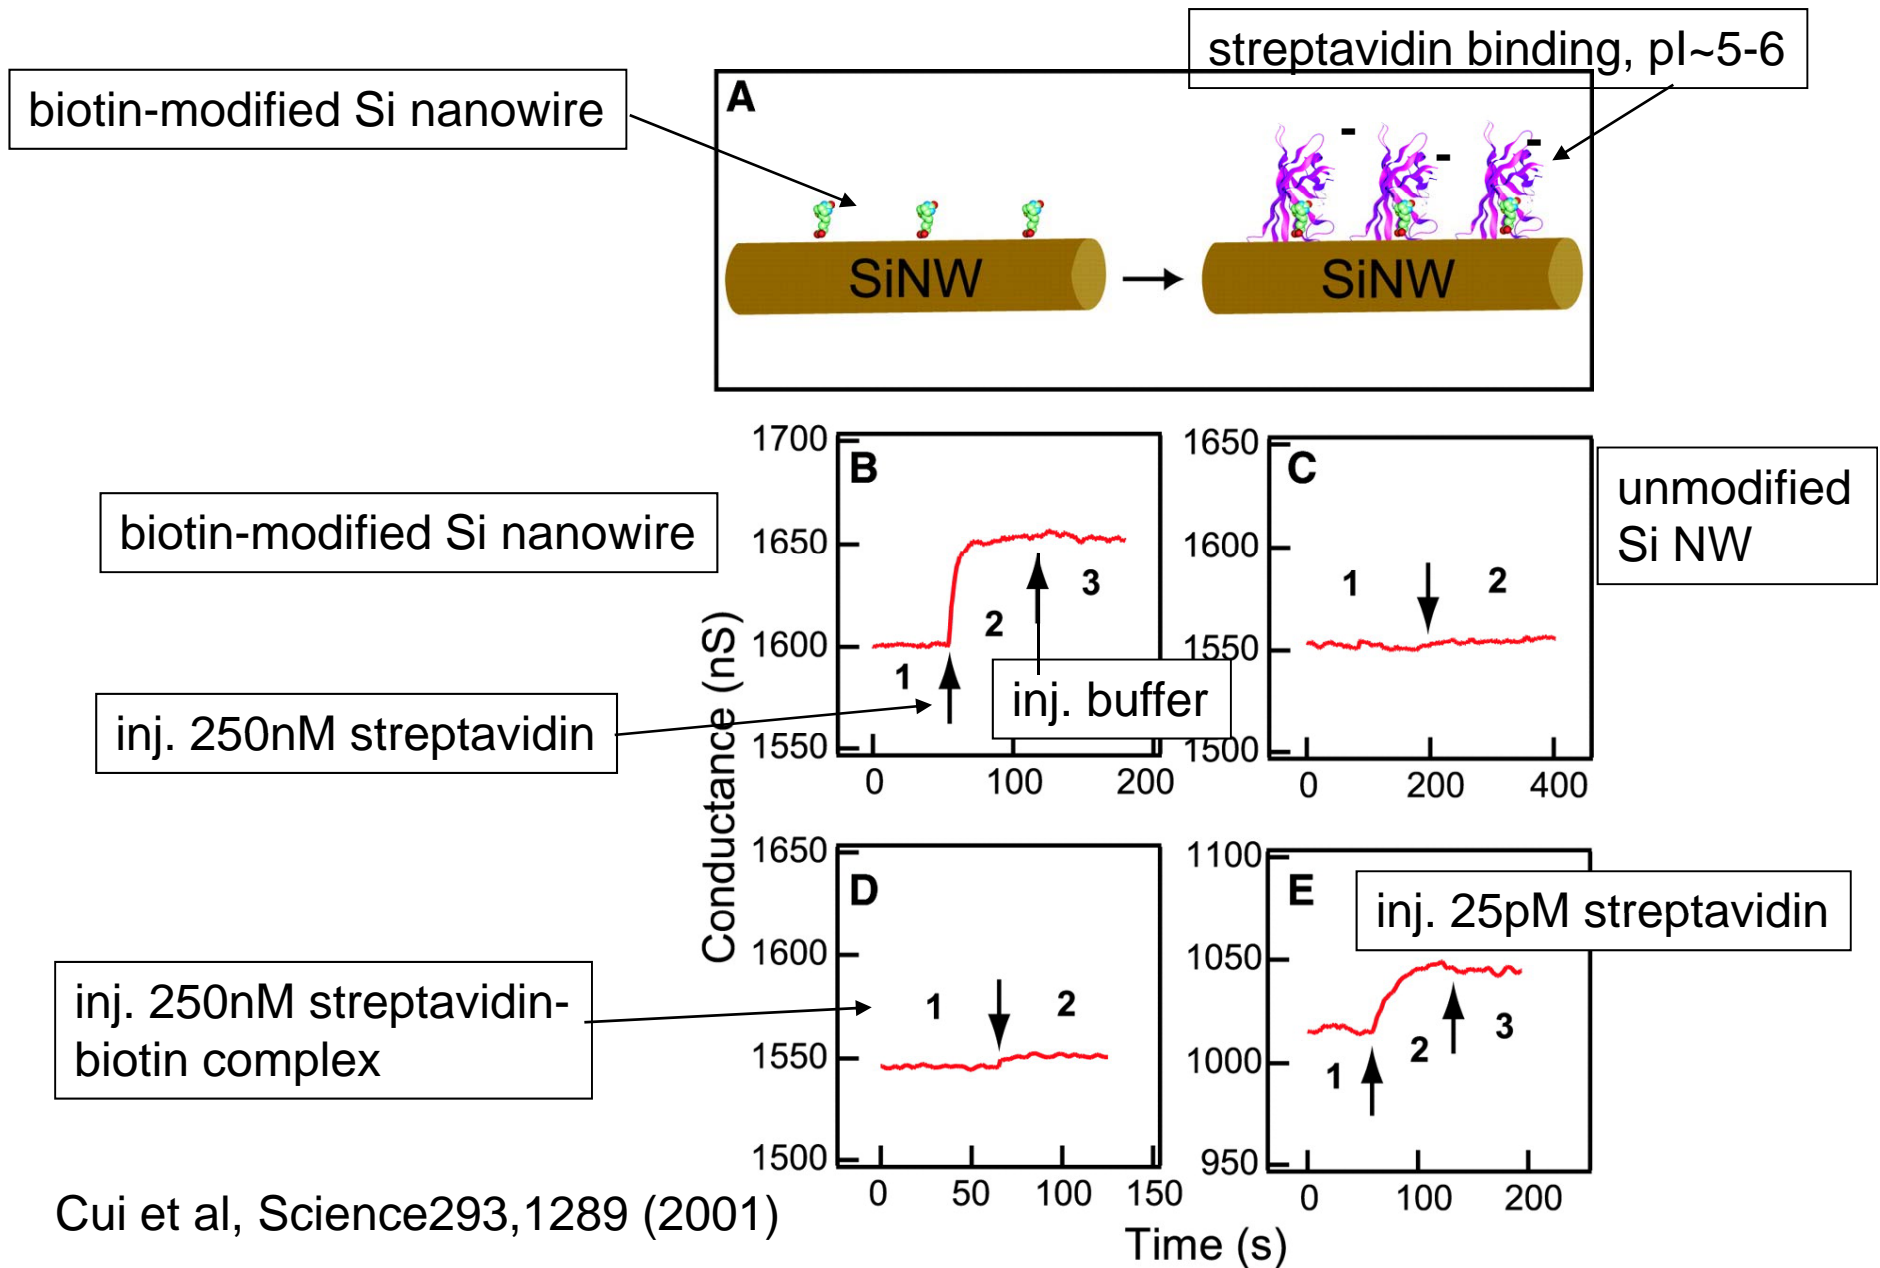 streptavidin binding, pI~5-6
biotin-modified Si nanowire
A
SiNW
SiNW
-
-
-
biotin-modified Si nanowire
unmodified
Si NW
inj. 250nM streptavidin
inj. buffer
inj. 250nM streptavidin-
biotin complex
inj. 25pM streptavidin
Conductance (nS)
B
1700
1650
1600
1550
1
2
3
0
100
200
C
1650
1600
1550
1500
1
2
0
200
400
D
1650
1600
1550
1500
1
2
0
50
100
150
E
1100
1050
1000
950
1
2
3
0
100
200
Time (s)
Cui et al, Science293,1289 (2001)